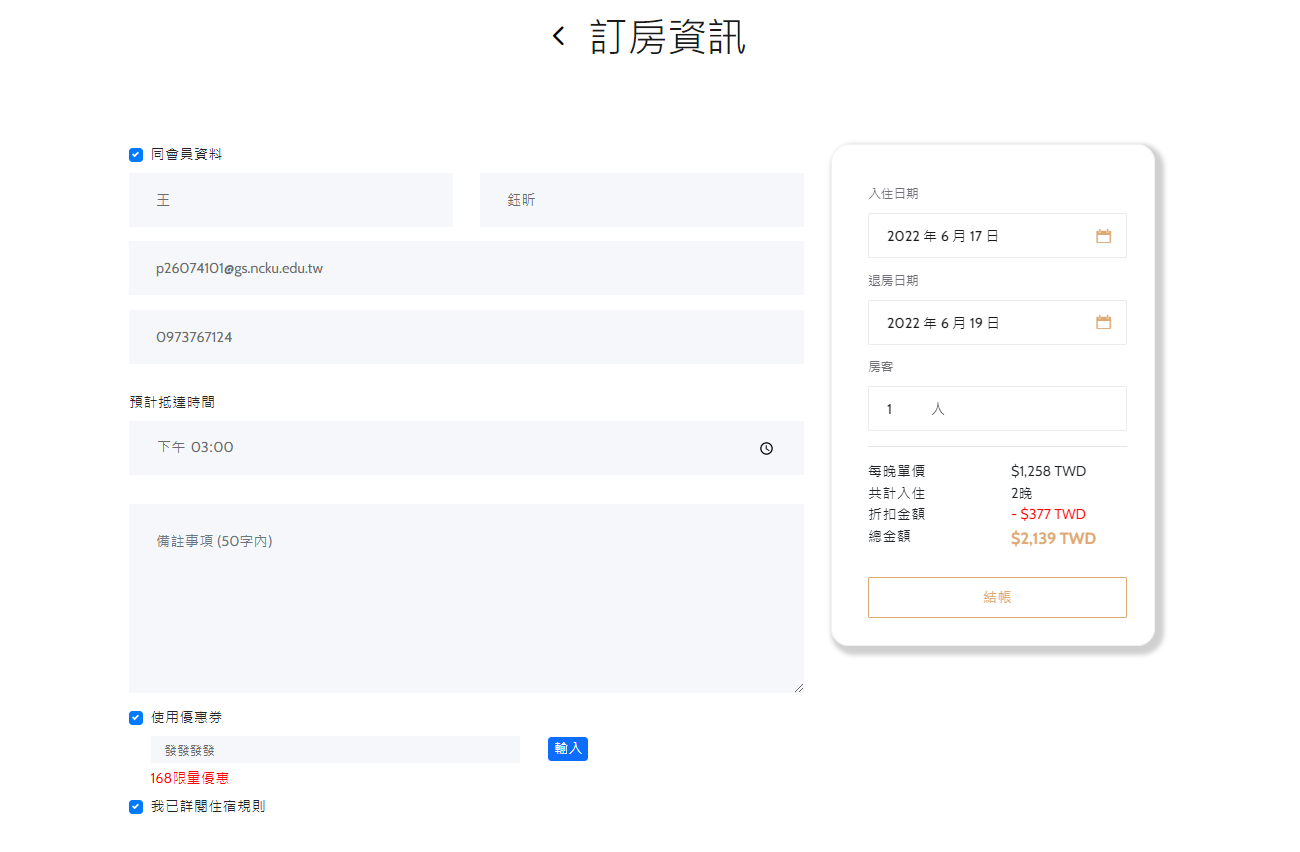 訂房資訊
同會員資料
王
鈺昕
p26074101@gs.ncku.edu.tw
0973767124
預計抵達時間
下午 03:00
備註事項 (50字內)
使用優惠券
發發發發
輸入
168限量優惠
我已詳閱住宿規則
入住日期
2022 年 6 月 17 日
退房日期
2022 年 6 月 19 日
房客
1 人
每晚單價 $1,258 TWD
共計入住 2晚
折扣金額 - $377 TWD
總金額 $2,139 TWD
結帳